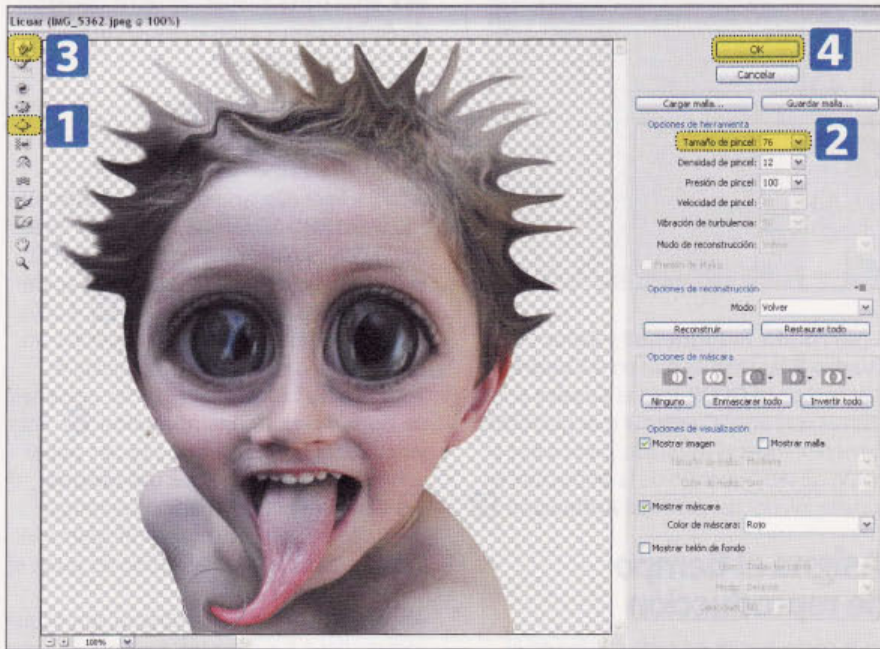 Licuar (IMG_5362.jpeg @ 100%)
3
1
OK
4
Cancelar
Cargar malla...
Guardar malla...
Opciones de herramienta
Tamaño de pincel: 76
2
Densidad de pincel: 12
Presión de pincel: 100
Velocidad de pincel:
Vibración de turbulencia:
Modo de reconstrucción:
Opciones de reconstrucción
Modo: Volver
Reconstruir
Restaurar todo
Opciones de máscara
Ninguno
Enmascarar todo
Invertir todo
Opciones de visualización
Mostrar imagen
Mostrar malla
Mostrar máscara
Color de máscara: Rojo
Mostrar telón de fondo
100%